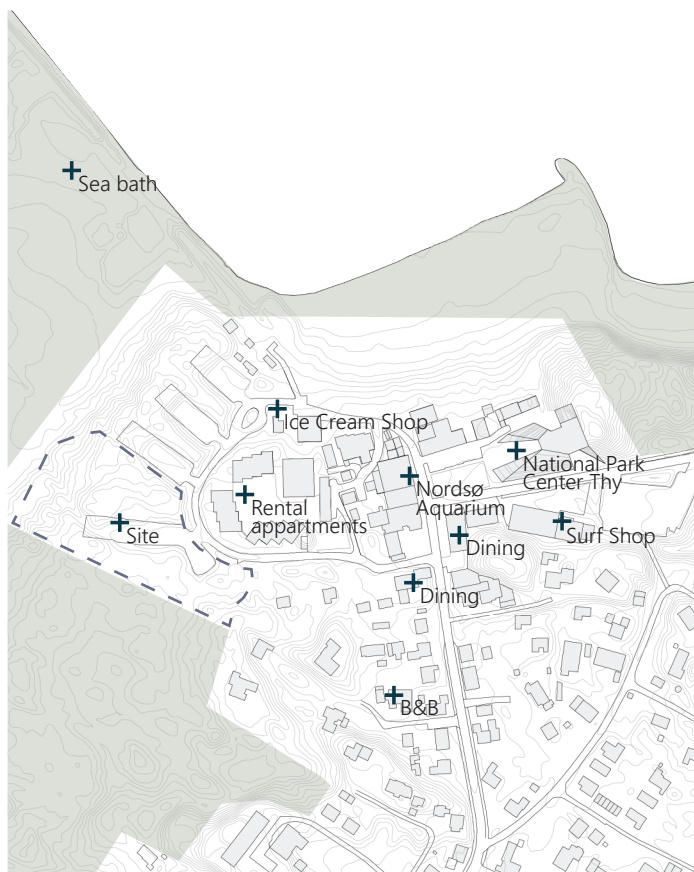 Sea bath
Ice Cream Shop
National Park
Center Thy
Nordsø
Aquarium
Rental
appartments
Site
Surf Shop
Dining
Dining
B&B